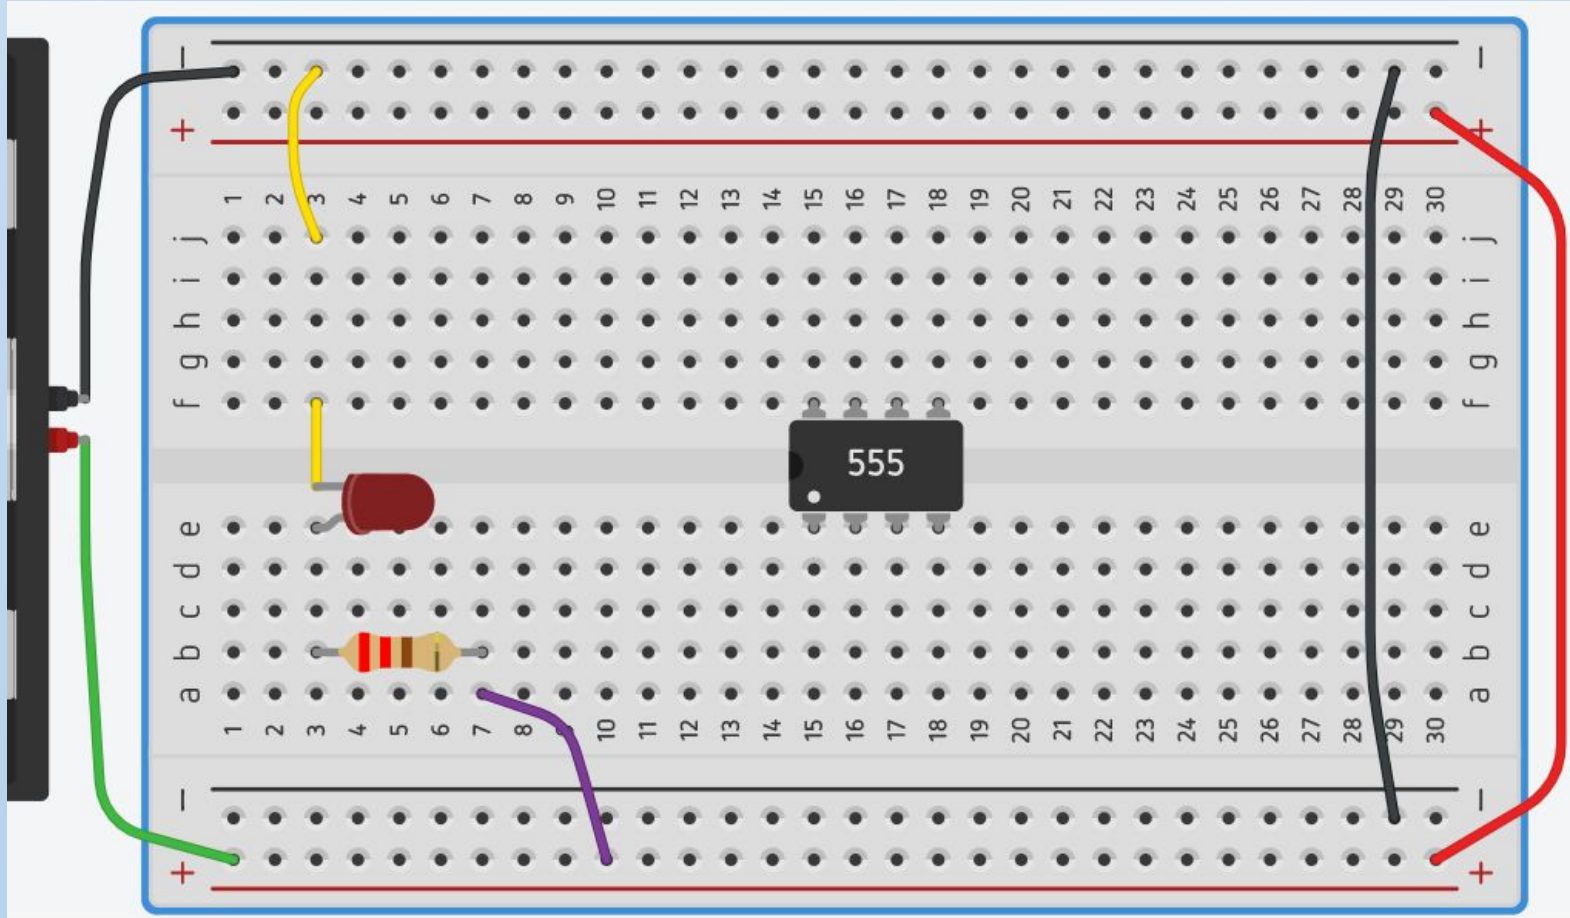 — —
+ +
1 2 3 4 5 6 7 8 9 10 11 12 13 14 15 16 17 18 19 20 21 22 23 24 25 26 27 28 29 30
j j
i i
h h
g g
f f
555
e e
d d
c c
b b
a a
1 2 3 4 5 6 7 8 9 10 11 12 13 14 15 16 17 18 19 20 21 22 23 24 25 26 27 28 29 30
— —
+ +